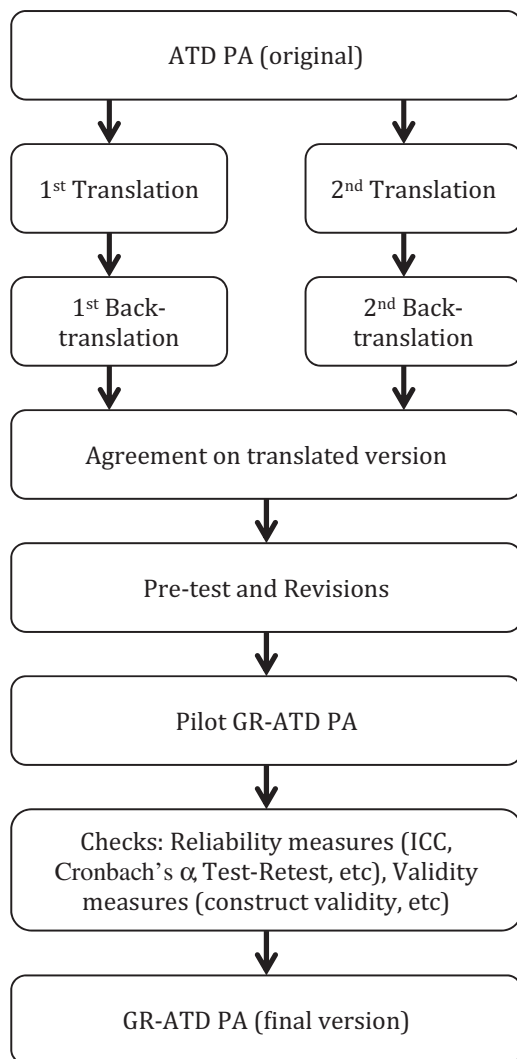 ATD PA (original)
1st Translation
2nd Translation
1st Back-
translation
2nd Back-
translation
Agreement on translated version
Pre-test and Revisions
Pilot GR-ATD PA
Checks: Reliability measures (ICC,
Cronbach's α, Test-Retest, etc), Validity
measures (construct validity, etc)
GR-ATD PA (final version)